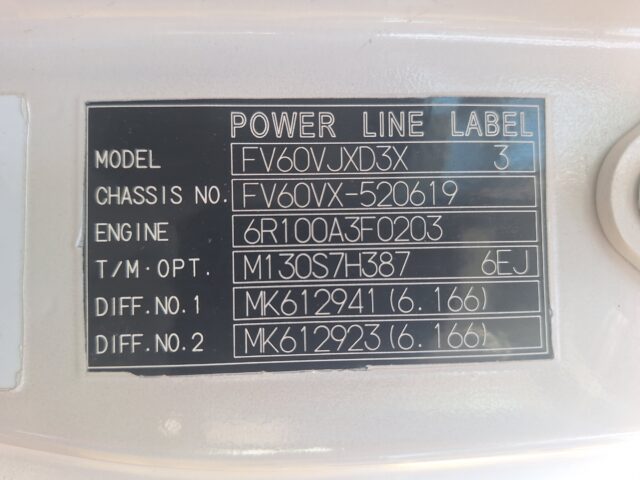 POWER LINE LABEL
MODEL FV60VJXD3X 3
CHASSIS NO. FV60VX-520619
ENGINE 6R100A3F0203
T/M·OPT. M130S7H387 6EJ
DIFF.NO.1 MK612941(6.166)
DIFF.NO.2 MK612923(6.166)